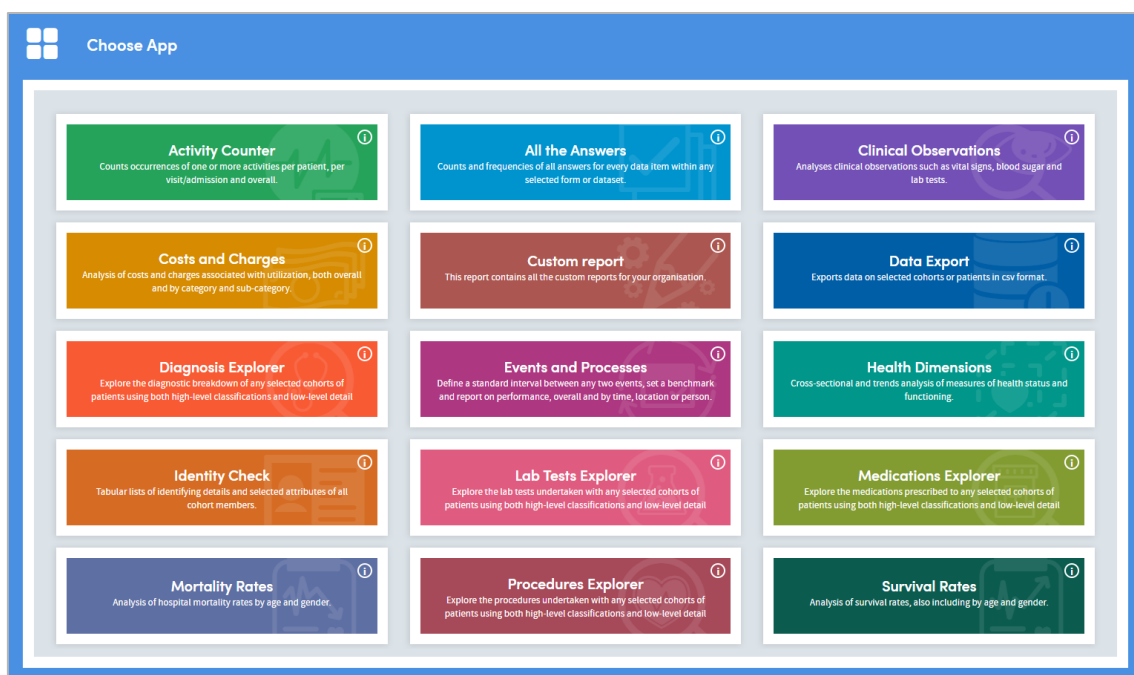 Choose App
Activity Counter
Counts occurrences of one or more activities per patient, per
visit/admission and overall.
All the Answers
Counts and frequencies of all answers for every data item within any
selected form or dataset.
Clinical Observations
Analyses clinical observations such as vital signs, blood sugar and
lab tests.
Costs and Charges
Analysis of costs and charges associated with utilization, both overall
and by category and sub-category.
Custom report
This report contains all the custom reports for your organisation.
Data Export
Exports data on selected cohorts or patients in csv format.
Diagnosis Explorer
Explore the diagnostic breakdown of any selected cohorts of
patients using both high-level classifications and low-level detail
Events and Processes
Define a standard interval between any two events, set a benchmark
and report on performance, overall and by time, location or person.
Health Dimensions
Cross-sectional and trends analysis of measures of health status and
functioning.
Identity Check
Tabular lists of identifying details and selected attributes of all
cohort members.
Lab Tests Explorer
Explore the lab tests undertaken with any selected cohorts of
patients using both high-level classifications and low-level detail
Medications Explorer
Explore the medications prescribed to any selected cohorts of
patients using both high-level classifications and low-level detail
Mortality Rates
Analysis of hospital mortality rates by age and gender.
Procedures Explorer
Explore the procedures undertaken with any selected cohorts of
patients using both high-level classifications and low-level detail
Survival Rates
Analysis of survival rates, also including by age and gender.